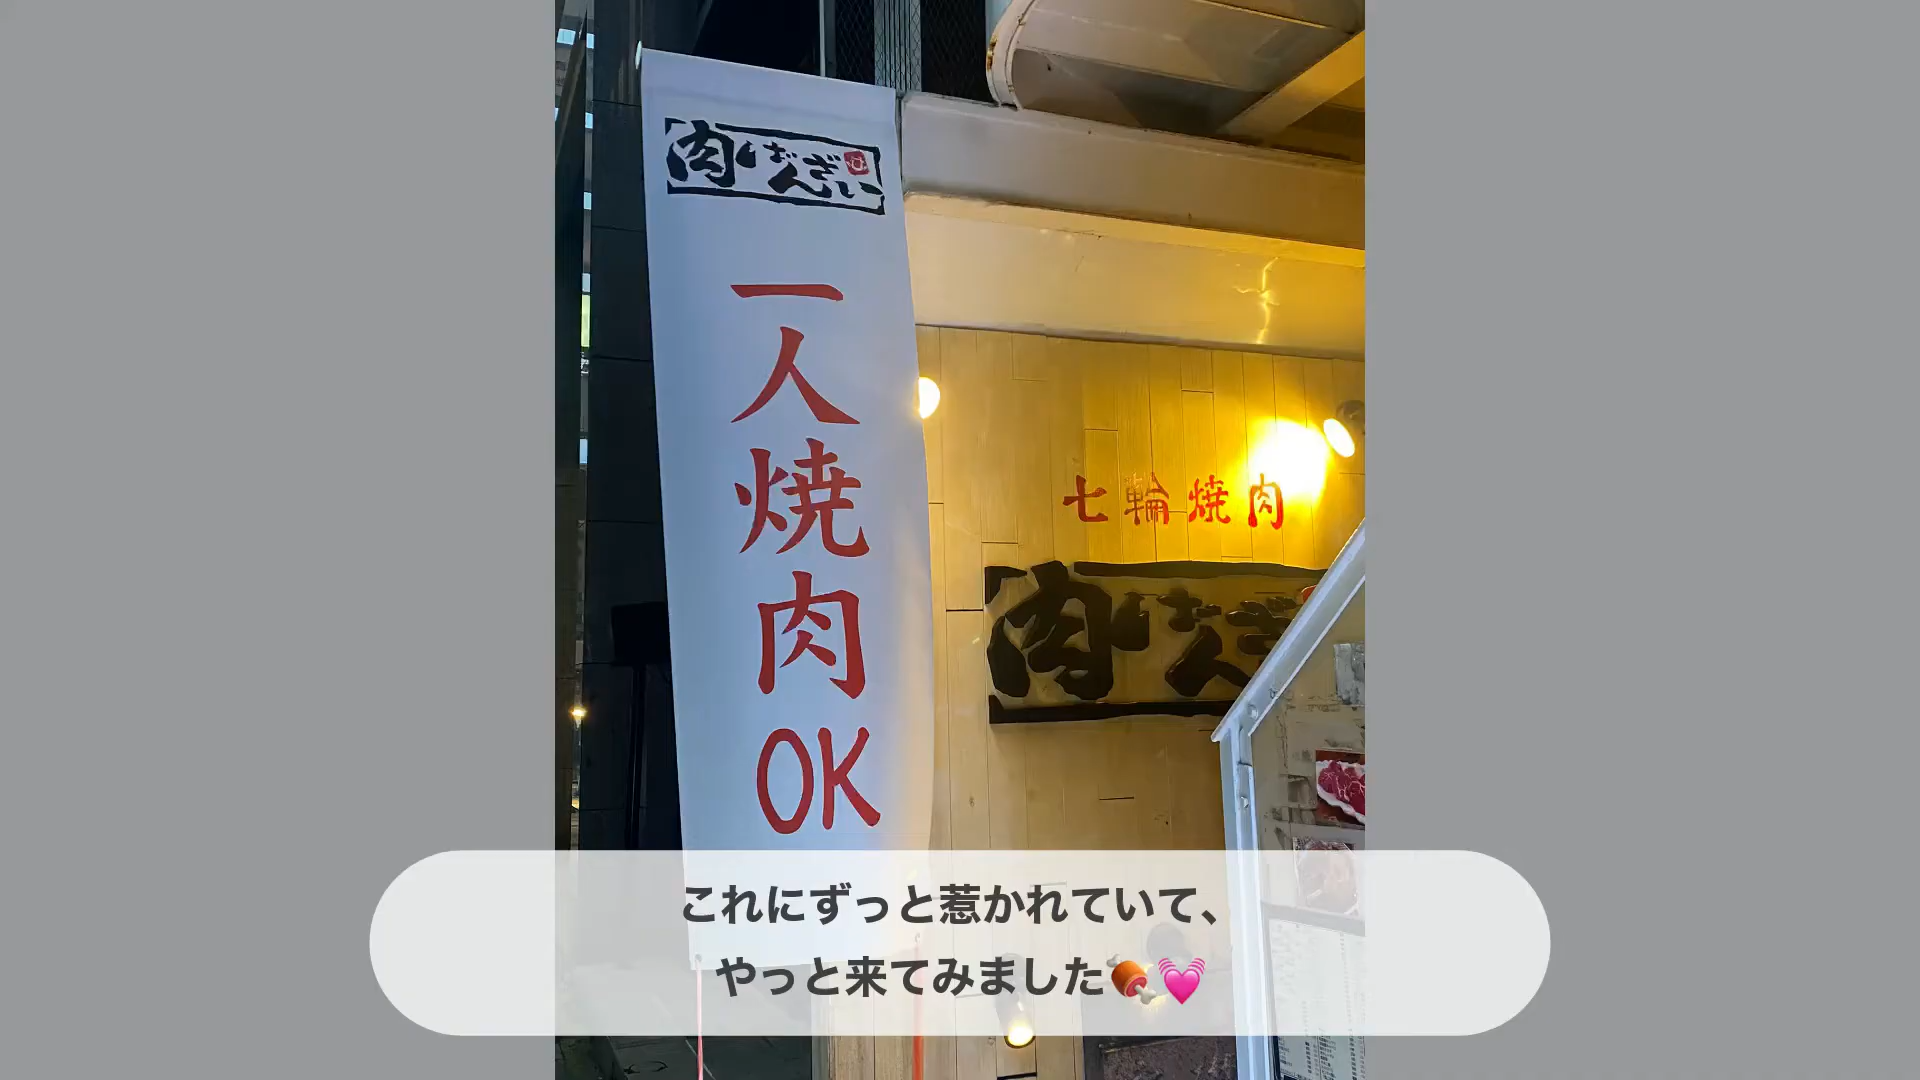 肉ばんざい
一人焼肉OK
七輪焼肉
肉ばんざ
これにずっと惹かれていて、
やっと来てみました🍖💓